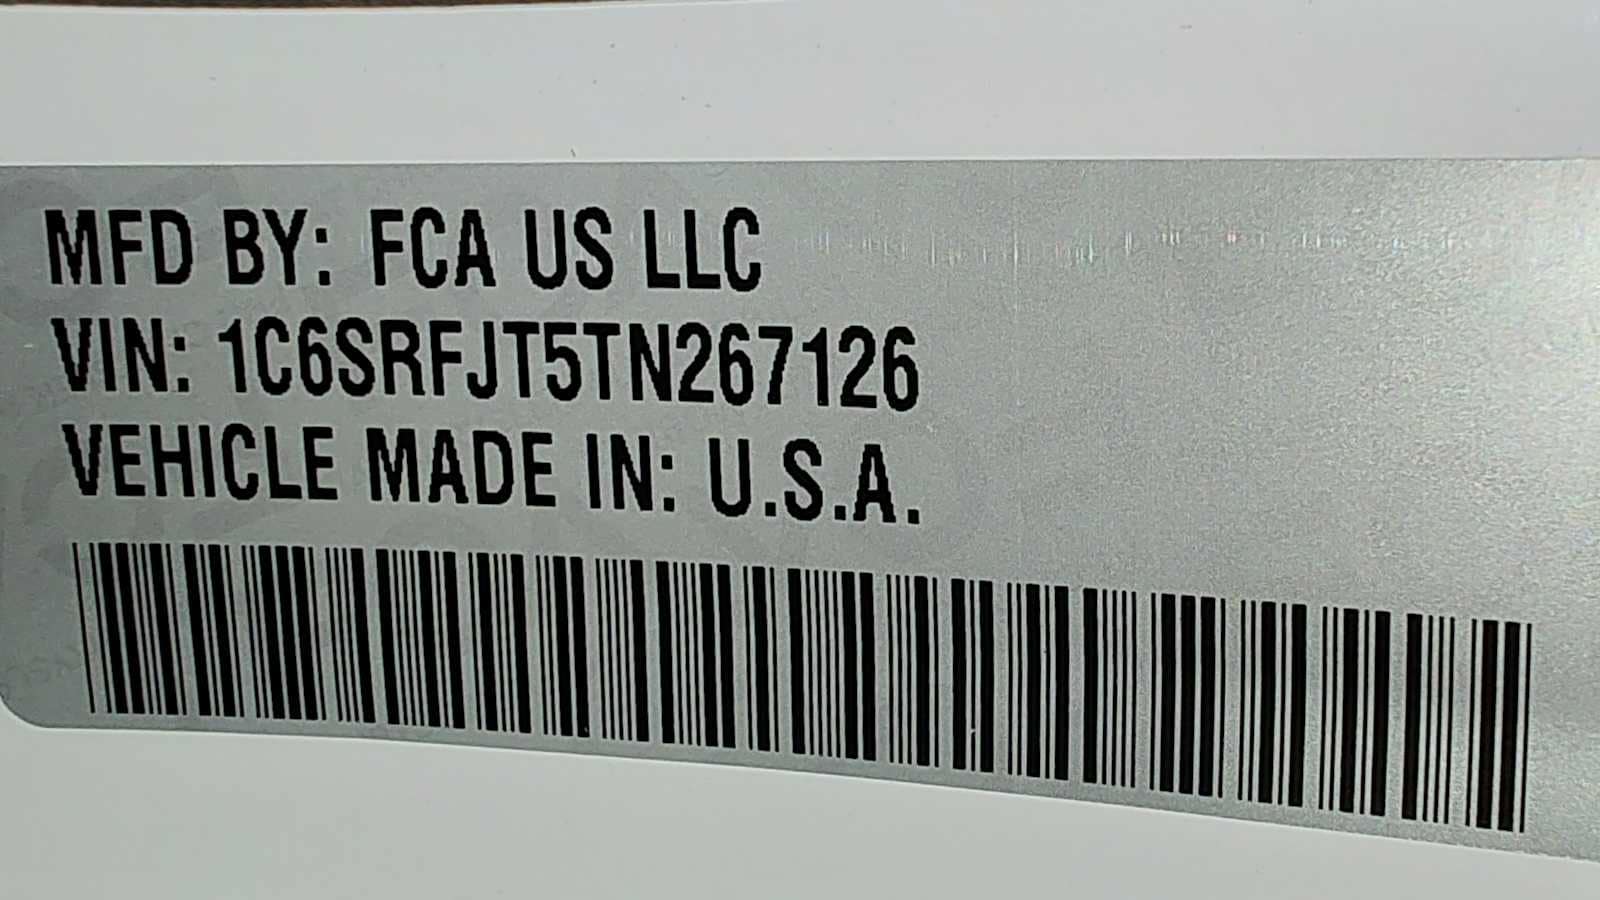 MFD BY: FCA US LLC
VIN: 1C6SRFJT5TN267126
VEHICLE MADE IN: U.S.A.